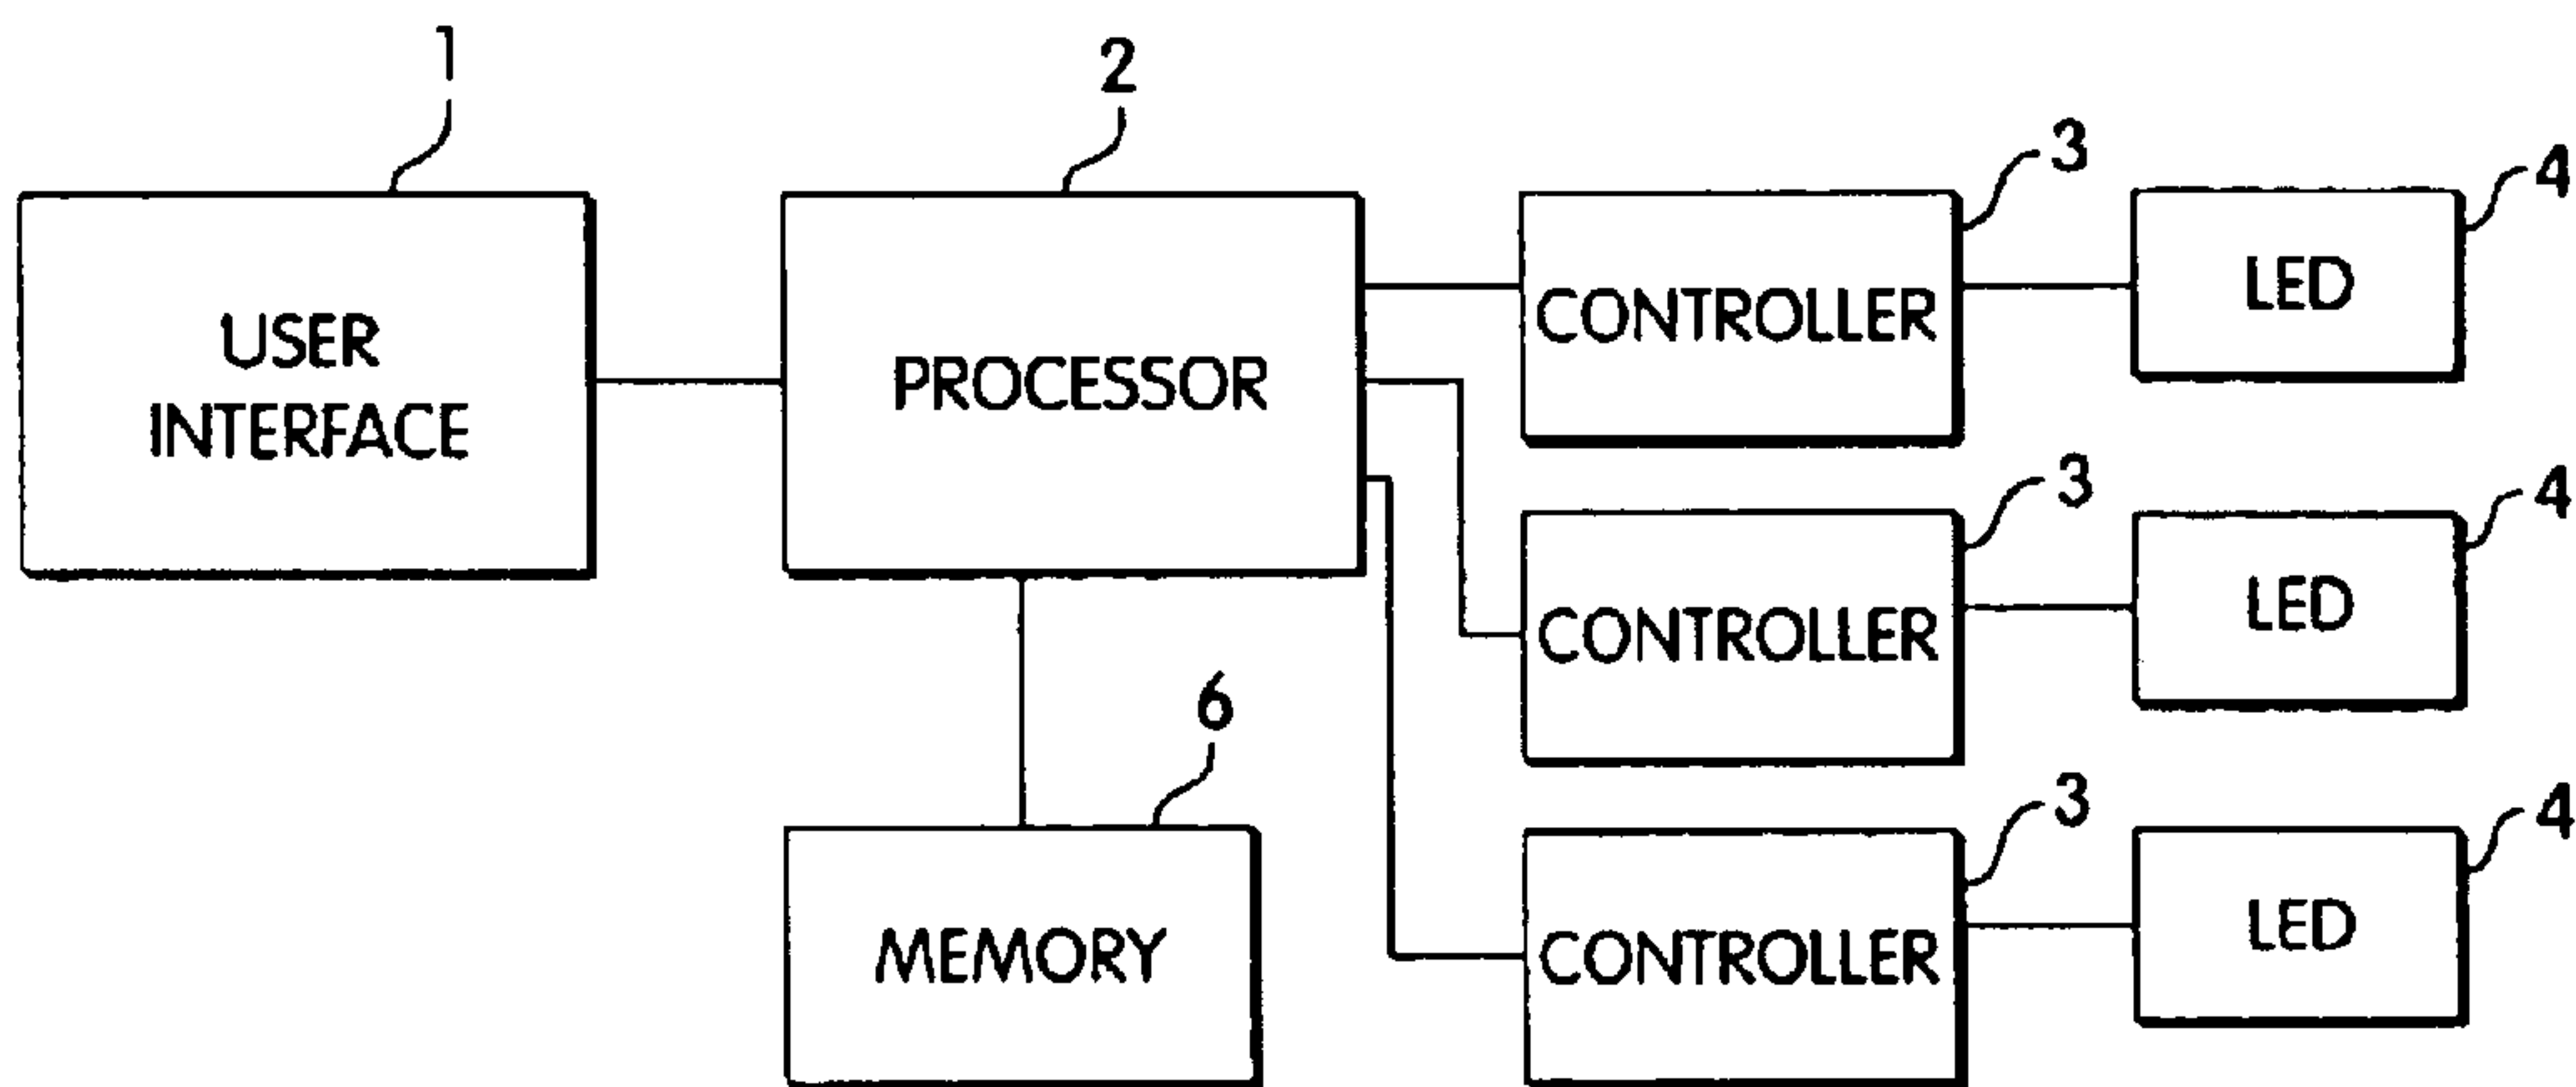 1
2
3
4
USER
INTERFACE
PROCESSOR
CONTROLLER
LED
3
4
CONTROLLER
LED
6
MEMORY
3
4
CONTROLLER
LED